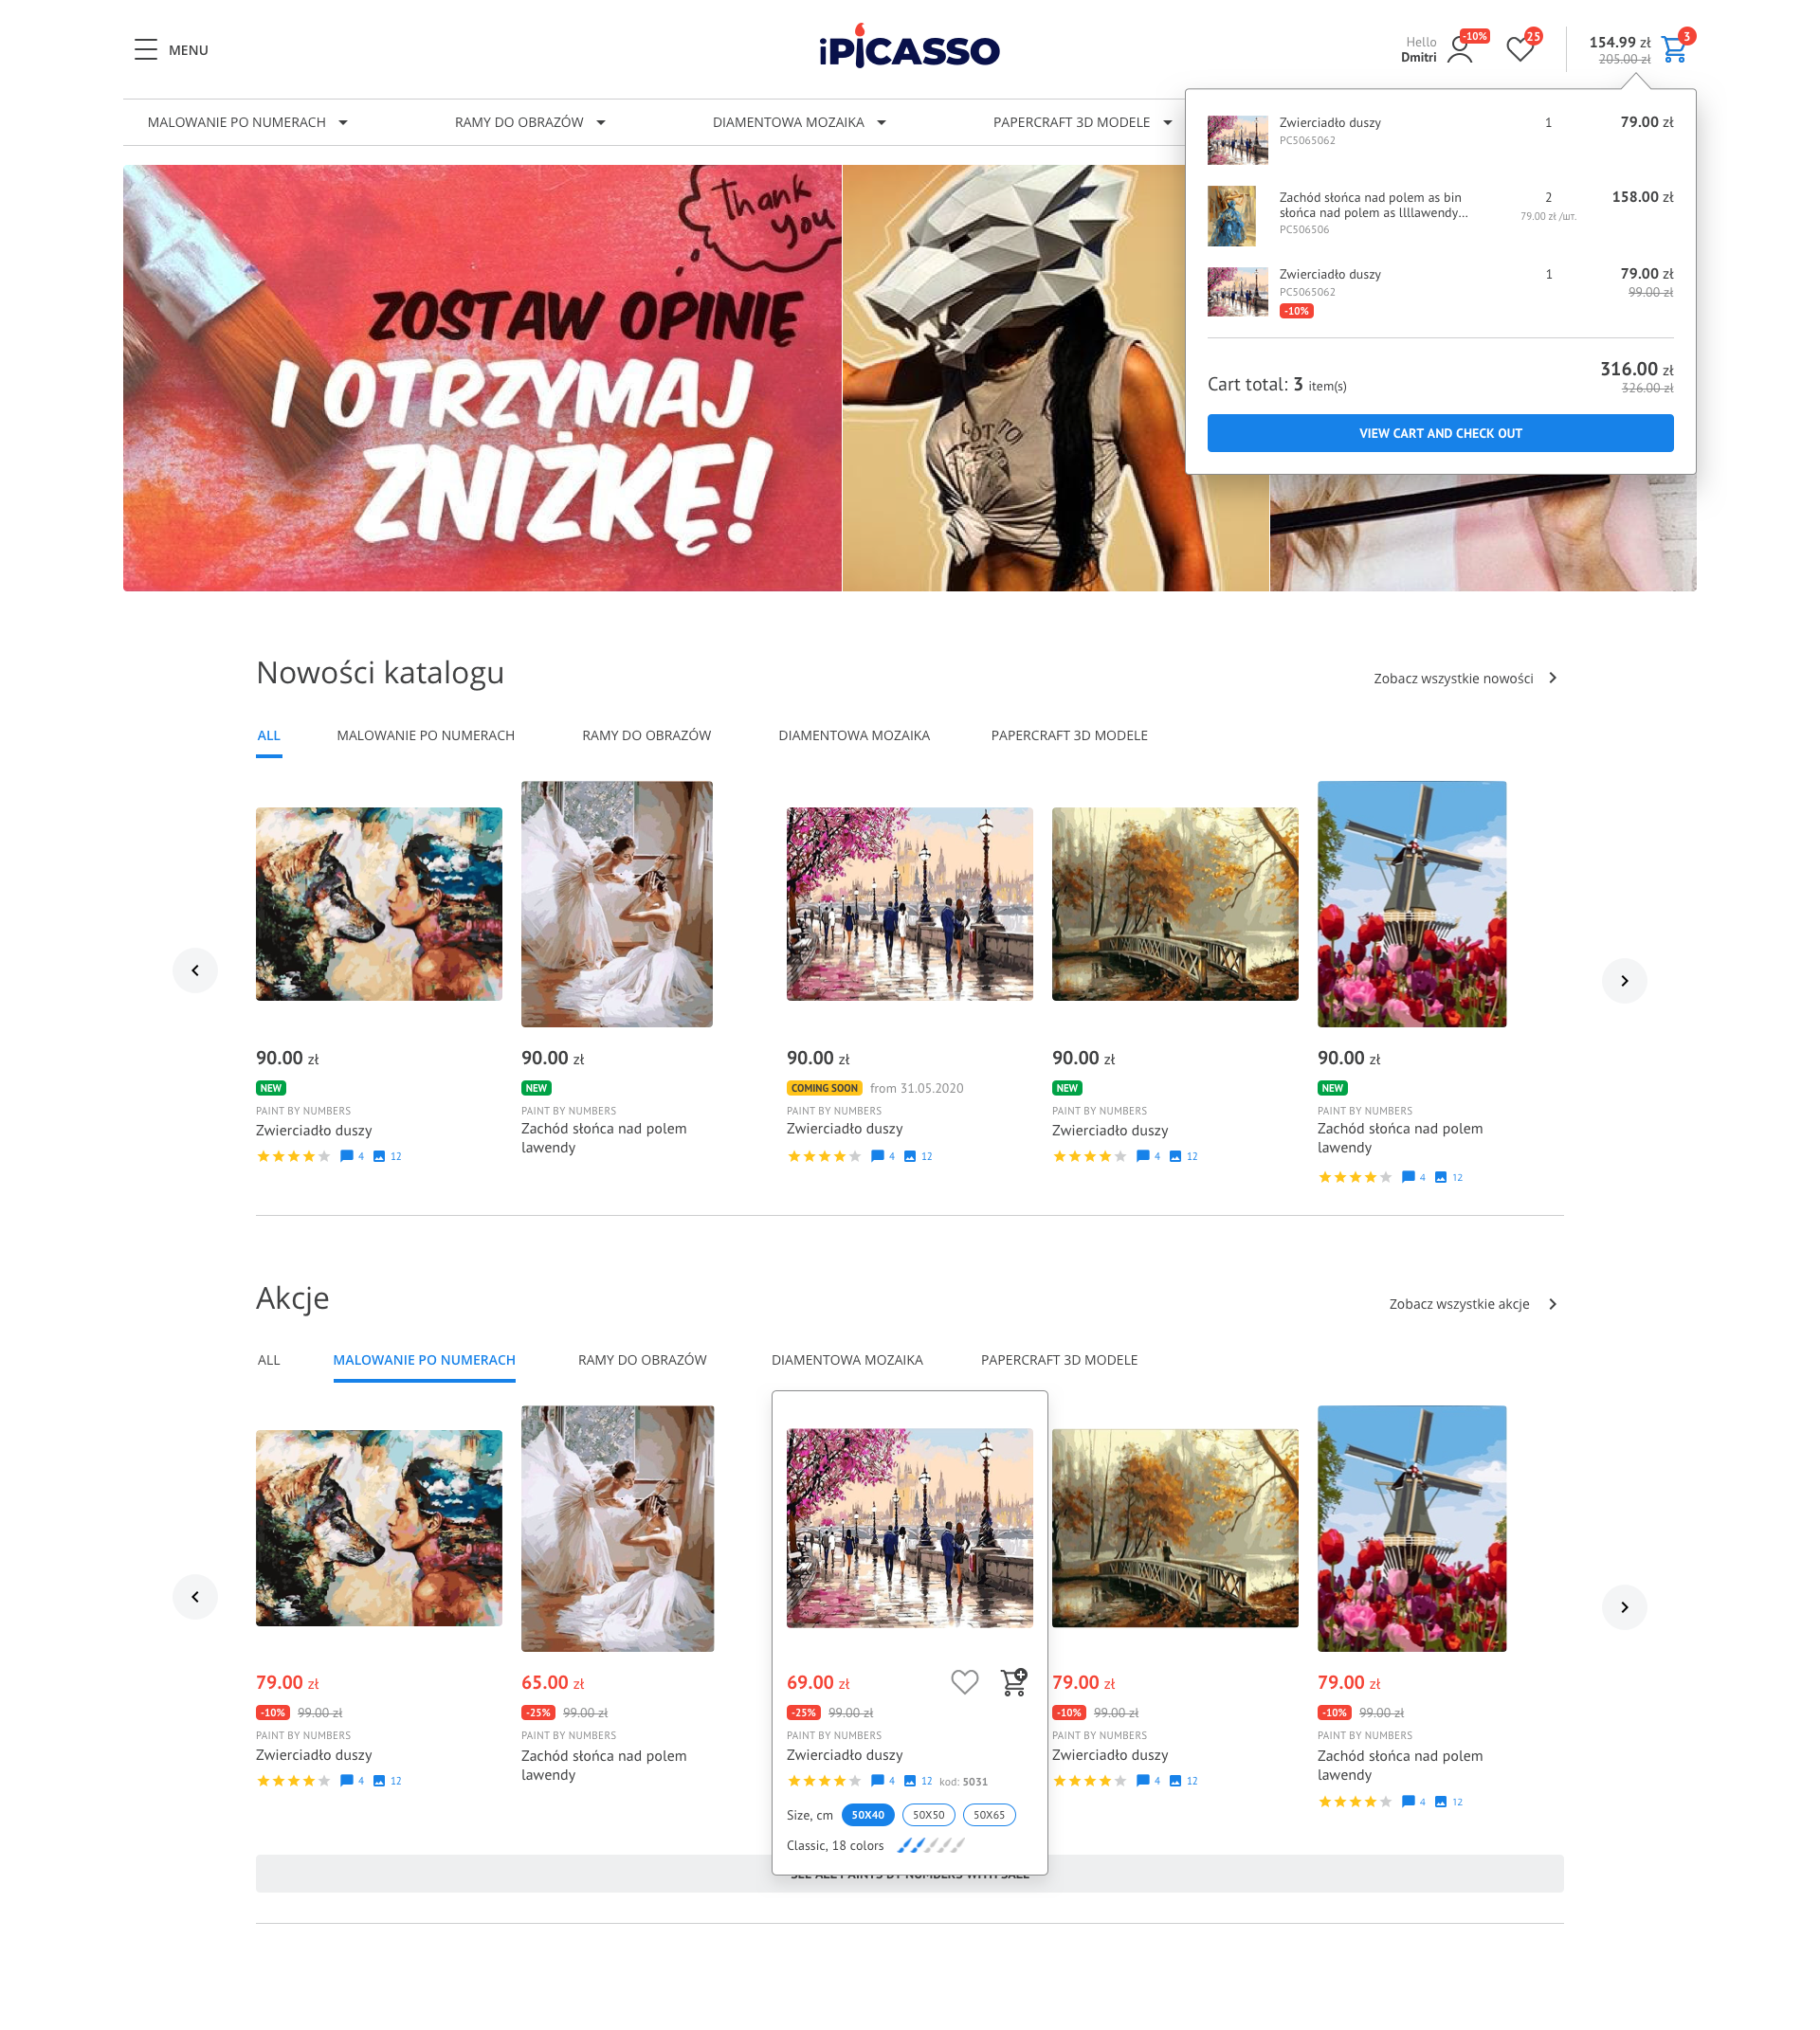 MENU
iPiCASSO
Hello
Dmitri
-10%
25
154.99 zł
205.00 zł
3
MALOWANIE PO NUMERACH
RAMY DO OBRAZÓW
DIAMENTOWA MOZAIKA
PAPERCRAFT 3D MODELE
Zwierciadło duszy
PC5065062
1
79.00 zł
Zachód słońca nad polem as bin
słońca nad polem as llllawendy...
PC506506
2
79.00 zł /шт.
158.00 zł
Zwierciadło duszy
PC5065062
-10%
1
79.00 zł
99.00 zł
Cart total: 3 item(s)
316.00 zł
326.00 zł
VIEW CART AND CHECK OUT
Thank
you
ZOSTAW OPINIĘ
I OTRZYMAJ
ZNIŻKĘ!
Nowości katalogu
Zobacz wszystkie nowości
ALL
MALOWANIE PO NUMERACH
RAMY DO OBRAZÓW
DIAMENTOWA MOZAIKA
PAPERCRAFT 3D MODELE
90.00 zł
NEW
PAINT BY NUMBERS
Zwierciadło duszy
4 12
90.00 zł
NEW
PAINT BY NUMBERS
Zachód słońca nad polem
lawendy
90.00 zł
COMING SOON from 31.05.2020
PAINT BY NUMBERS
Zwierciadło duszy
4 12
90.00 zł
NEW
PAINT BY NUMBERS
Zwierciadło duszy
4 12
90.00 zł
NEW
PAINT BY NUMBERS
Zachód słońca nad polem
lawendy
4 12
Akcje
Zobacz wszystkie akcje
ALL
MALOWANIE PO NUMERACH
RAMY DO OBRAZÓW
DIAMENTOWA MOZAIKA
PAPERCRAFT 3D MODELE
79.00 zł
-10% 99.00 zł
PAINT BY NUMBERS
Zwierciadło duszy
4 12
65.00 zł
-25% 99.00 zł
PAINT BY NUMBERS
Zachód słońca nad polem
lawendy
69.00 zł
-25% 99.00 zł
PAINT BY NUMBERS
Zwierciadło duszy
4 12 kod: 5031
Size, cm 50X40 50X50 50X65
Classic, 18 colors
79.00 zł
-10% 99.00 zł
PAINT BY NUMBERS
Zwierciadło duszy
4 12
79.00 zł
-10% 99.00 zł
PAINT BY NUMBERS
Zachód słońca nad polem
lawendy
4 12
SEE ALL PAINTS BY NUMBERS WITH SALE